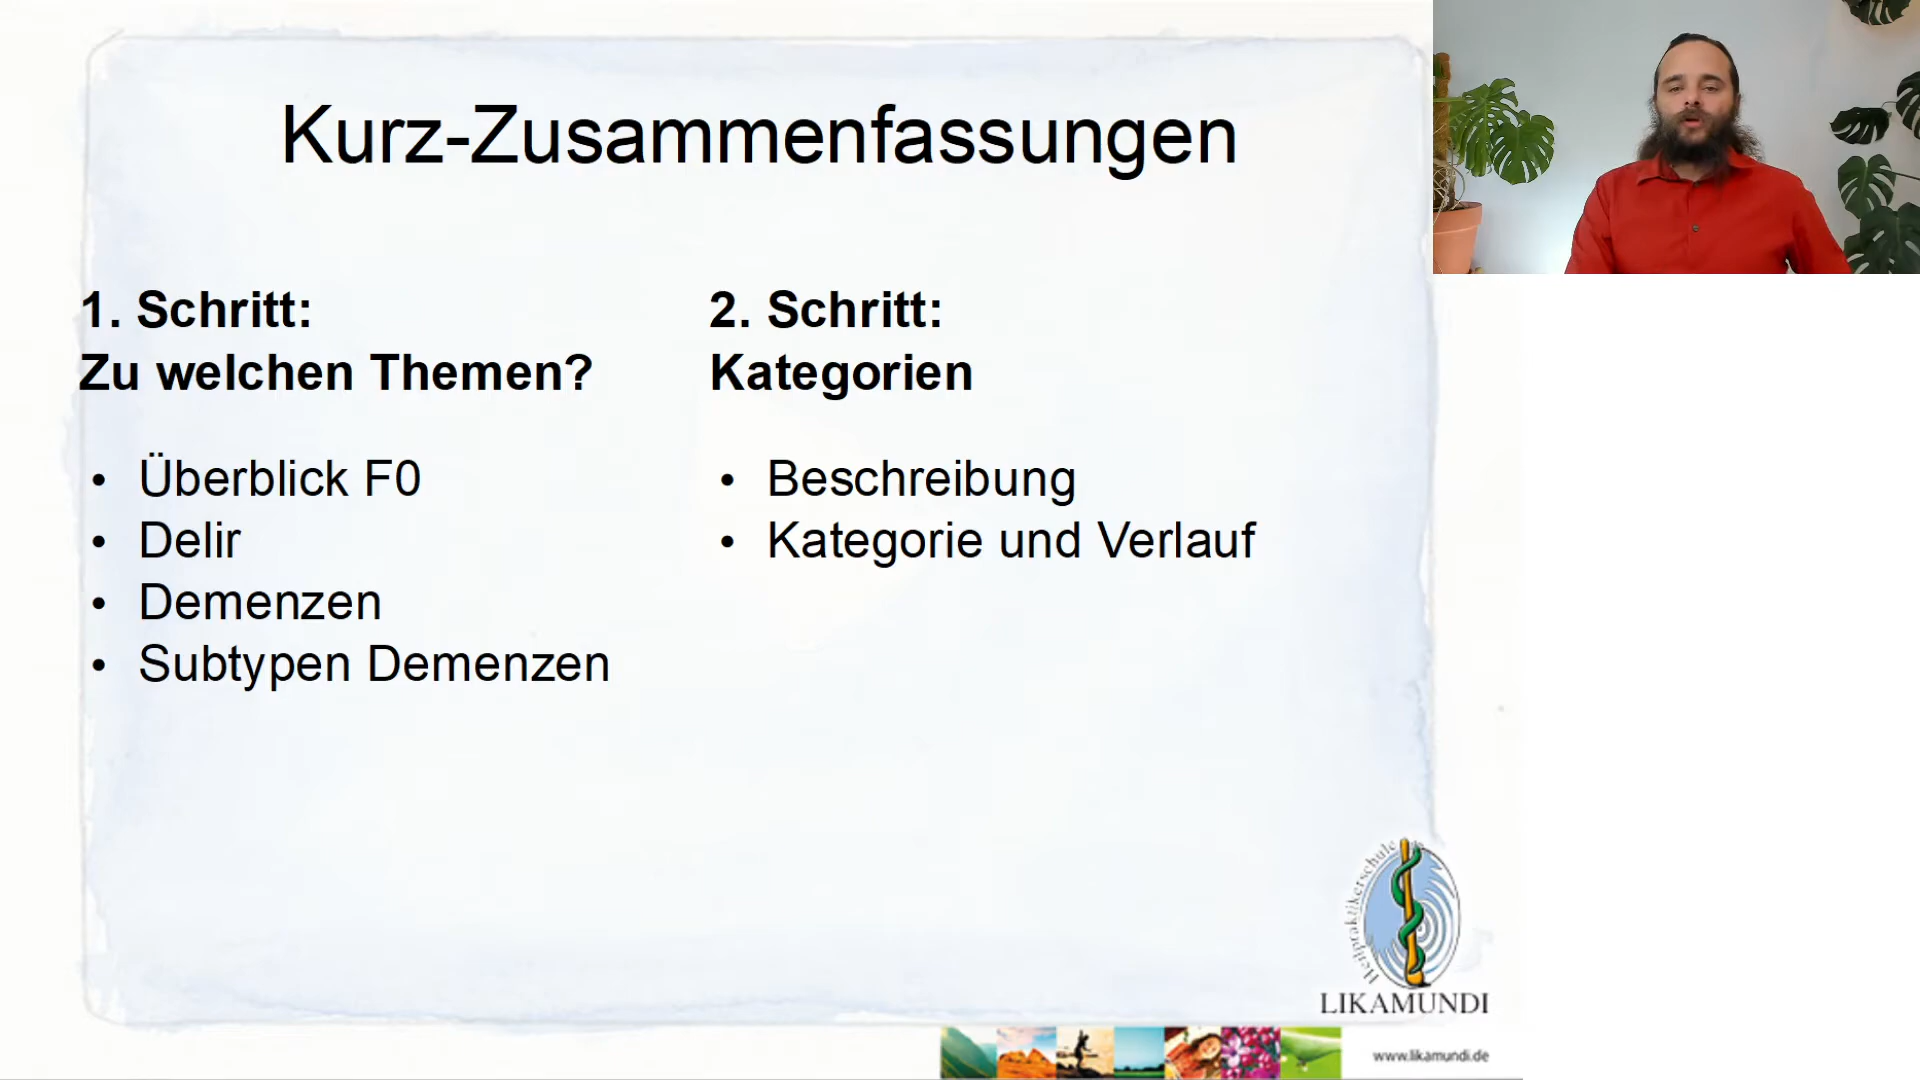 Kurz-Zusammenfassungen
1. Schritt:
Zu welchen Themen?
• Überblick F0
• Delir
• Demenzen
• Subtypen Demenzen
2. Schritt:
Kategorien
• Beschreibung
• Kategorie und Verlauf
Heilpraktikerschule
LIKAMUNDI
www.likamundi.de